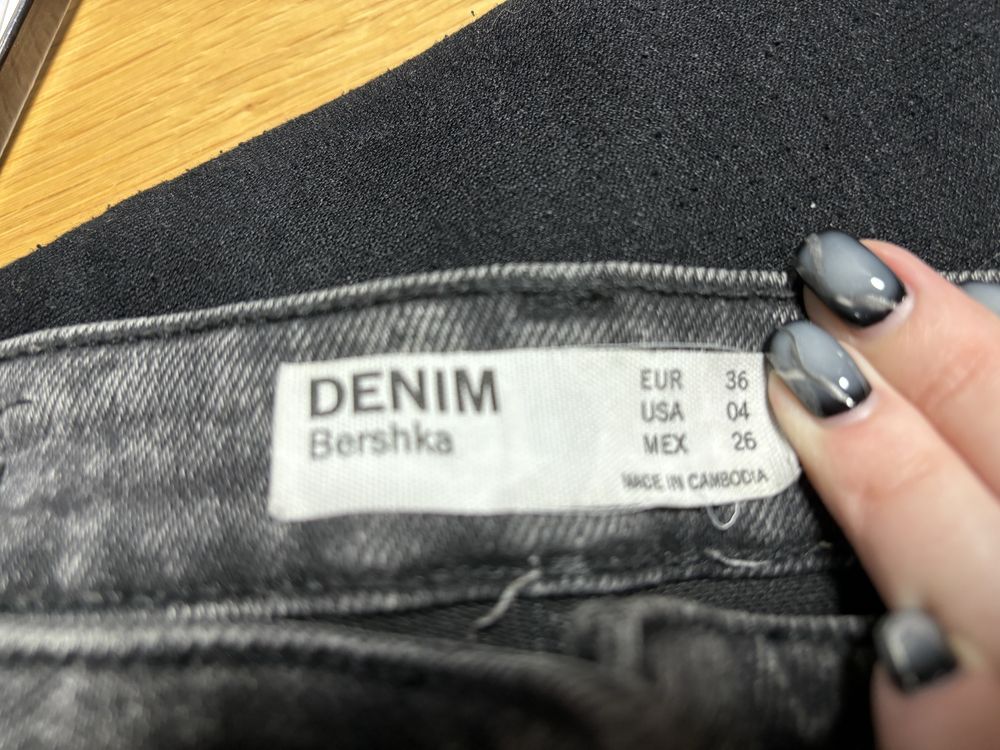 DENIM
Bershka
EUR 36
USA 04
MEX 26
MADE IN CAMBODIA